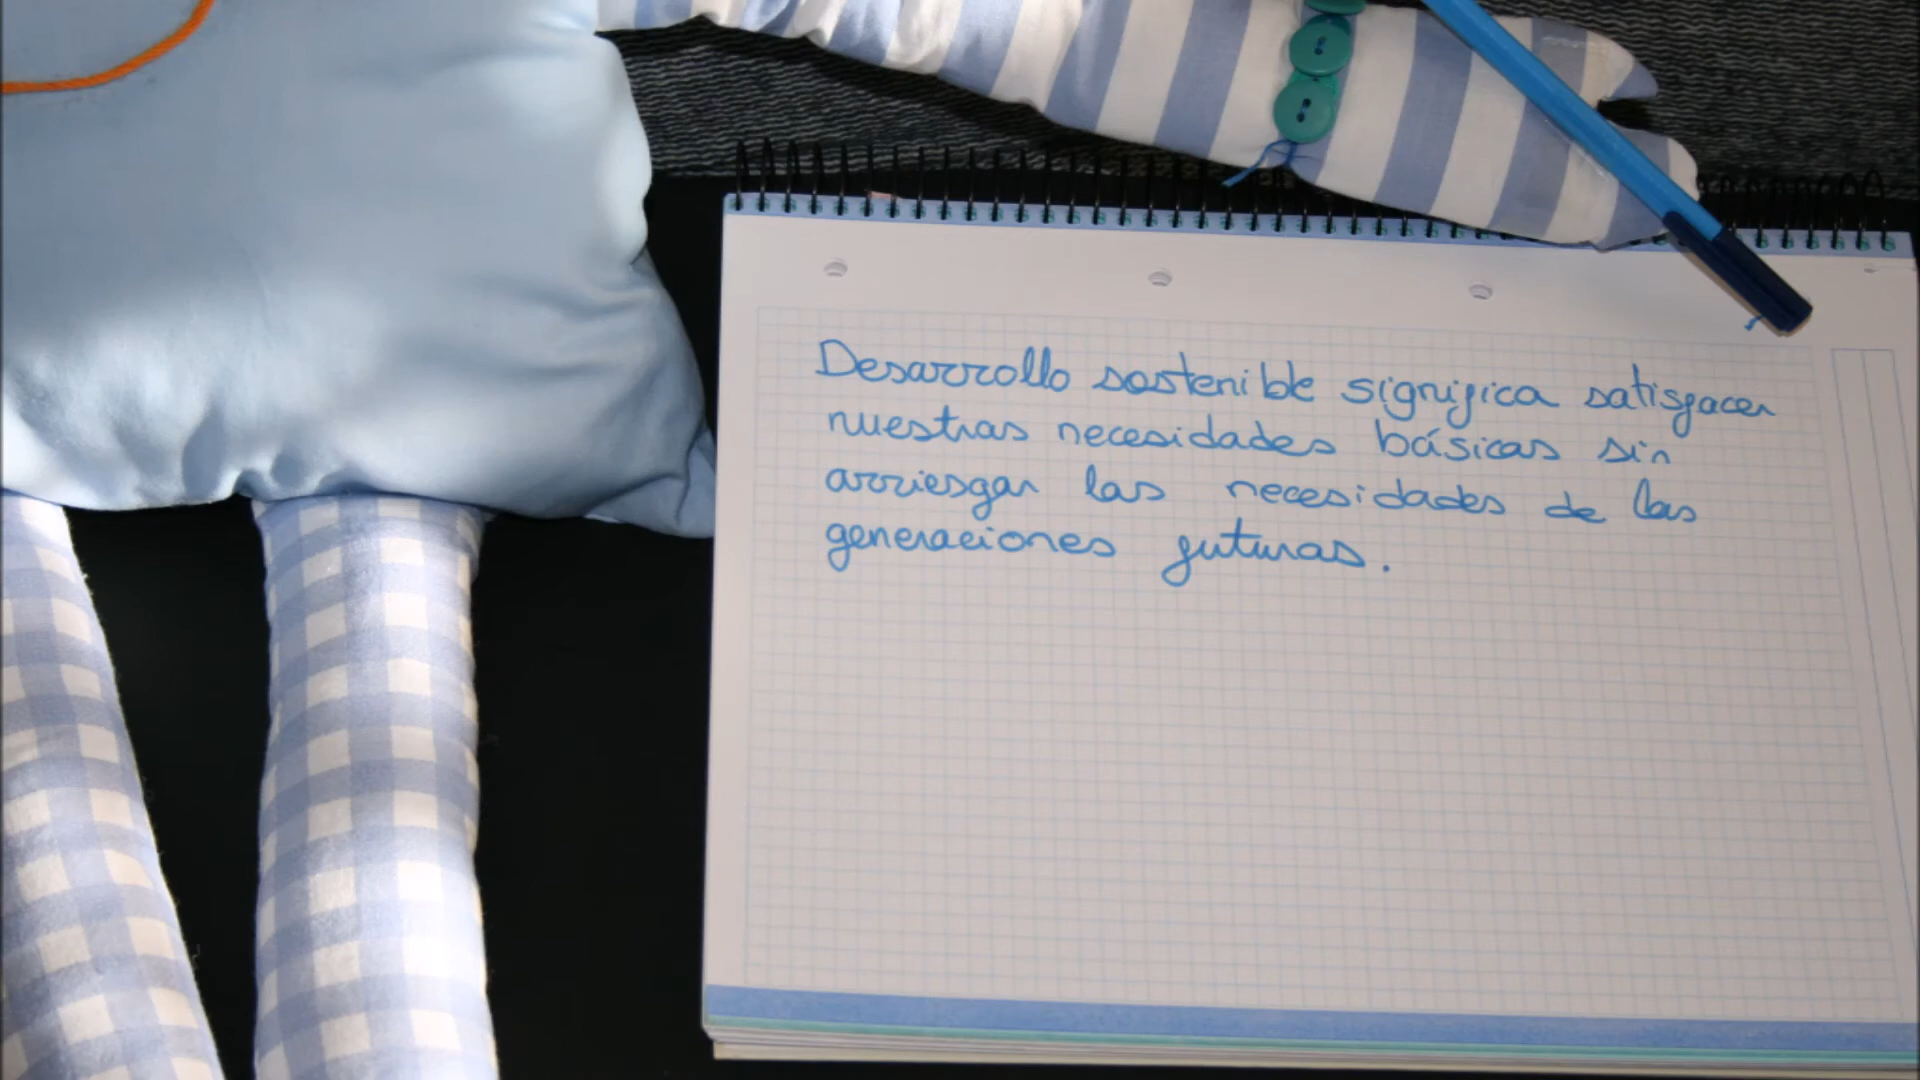 Desarrollo sostenible significa satisfacer
nuestras necesidades básicas sin
arriesgar las necesidades de las
generaciones futuras.